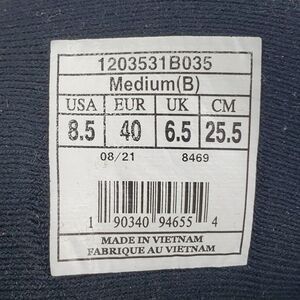 1203531B035
Medium(B)
USA EUR UK CM
8.5 40 6.5 25.5
08/21 8469
1 90340 94655 4
MADE IN VIETNAM
FABRIQUE AU VIETNAM